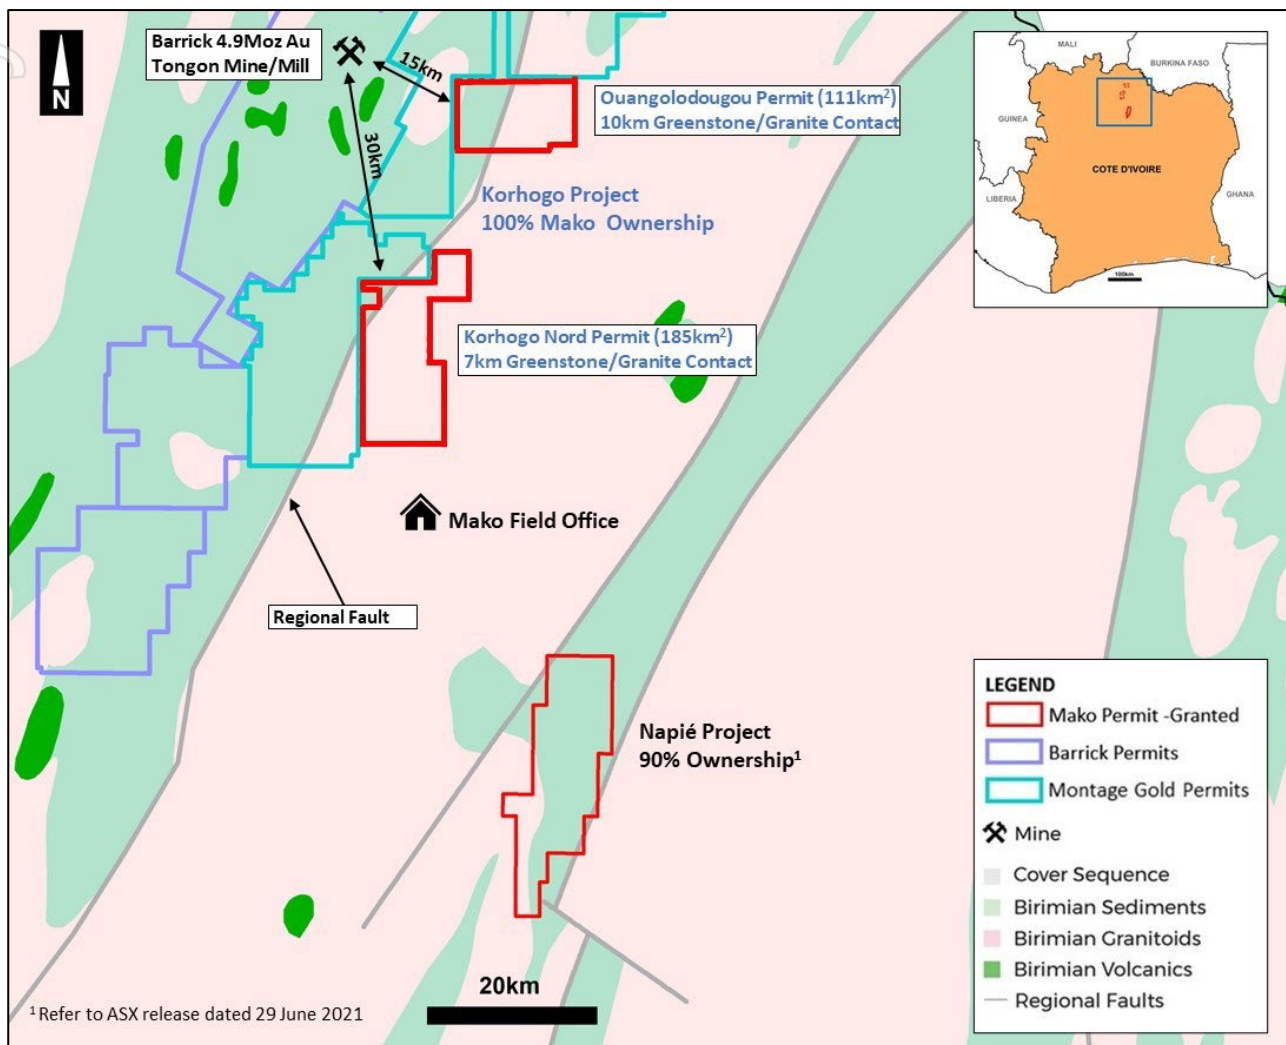 N
Barrick 4.9Moz Au
Tongon Mine/Mill
15km
30km
Ouangolodougou Permit (111km²)
10km Greenstone/Granite Contact
Korhogo Project
100% Mako Ownership
Korhogo Nord Permit (185km²)
7km Greenstone/Granite Contact
Mako Field Office
Regional Fault
Napié Project
90% Ownership¹
20km
¹ Refer to ASX release dated 29 June 2021
MALI
BURKINA FASO
GUINEA
COTE D'IVOIRE
LIBERIA
GHANA
100km
LEGEND
Mako Permit -Granted
Barrick Permits
Montage Gold Permits
Mine
Cover Sequence
Birimian Sediments
Birimian Granitoids
Birimian Volcanics
Regional Faults